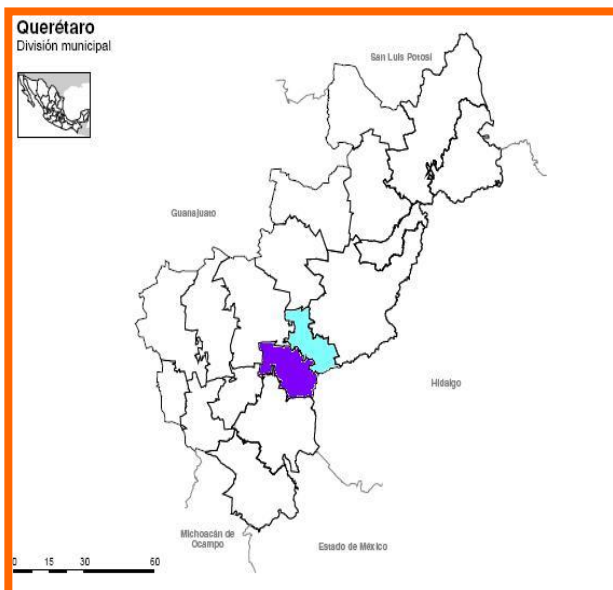 Querétaro
División municipal
San Luis Potosí
Guanajuato
Hidalgo
Michoacán de
Ocampo
Estado de México
0 15 30 60